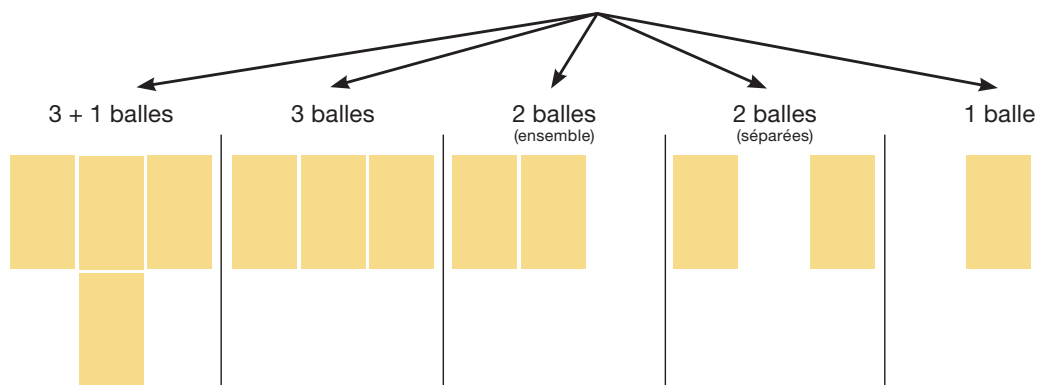 3 + 1 balles
3 balles
2 balles
(ensemble)
2 balles
(séparées)
1 balle